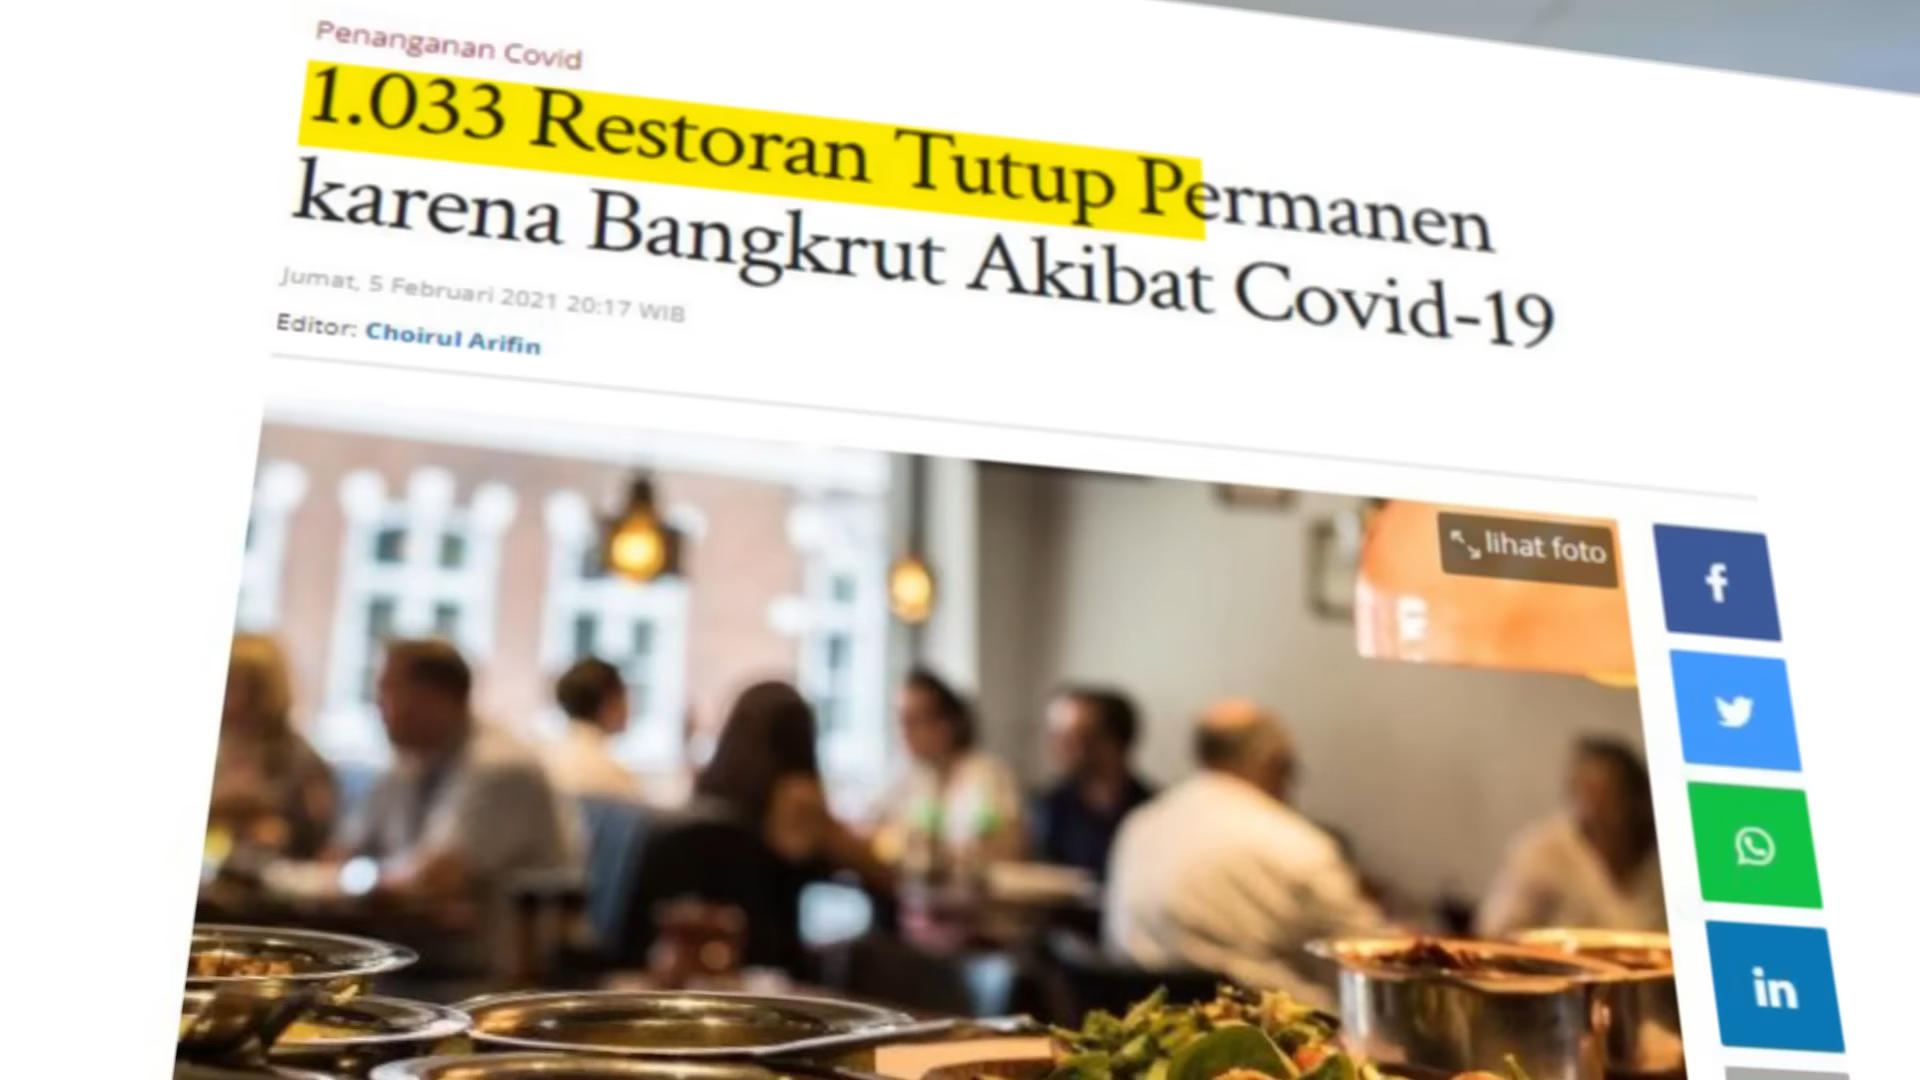 Penanganan Covid
1.033 Restoran Tutup Permanen
karena Bangkrut Akibat Covid-19
Jumat, 5 Februari 2021 20:17 WIB
Editor: Choirul Arifin
lihat foto
f
in